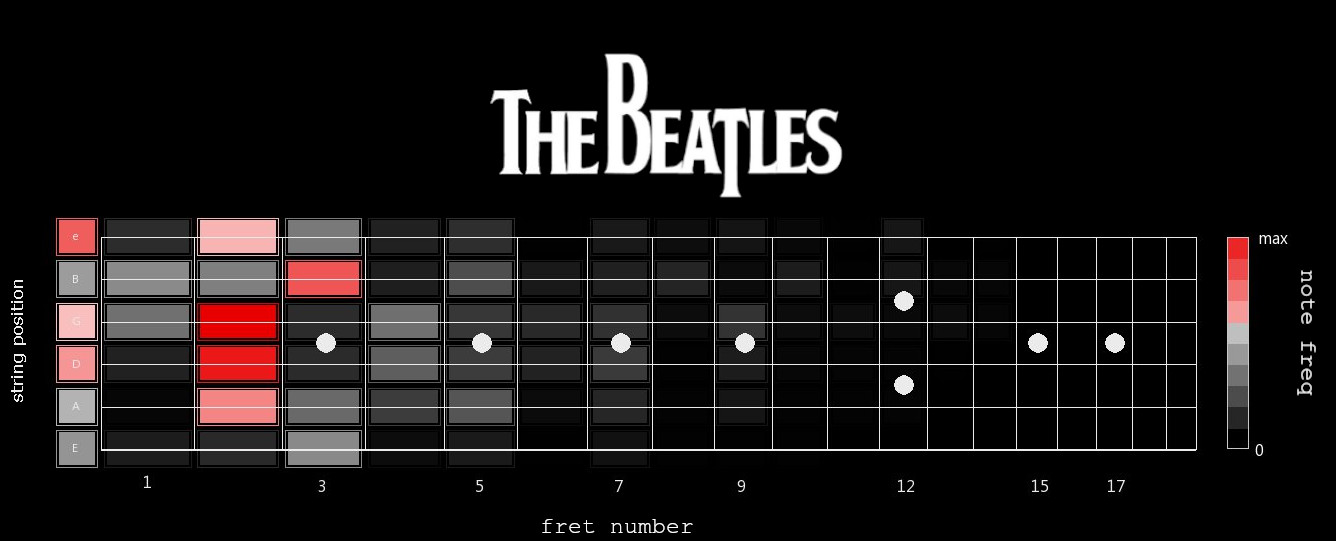 THE BEATLES
e
B
G
D
A
E
string position
1 3 5 7 9 12 15 17
fret number
max
0
note freq